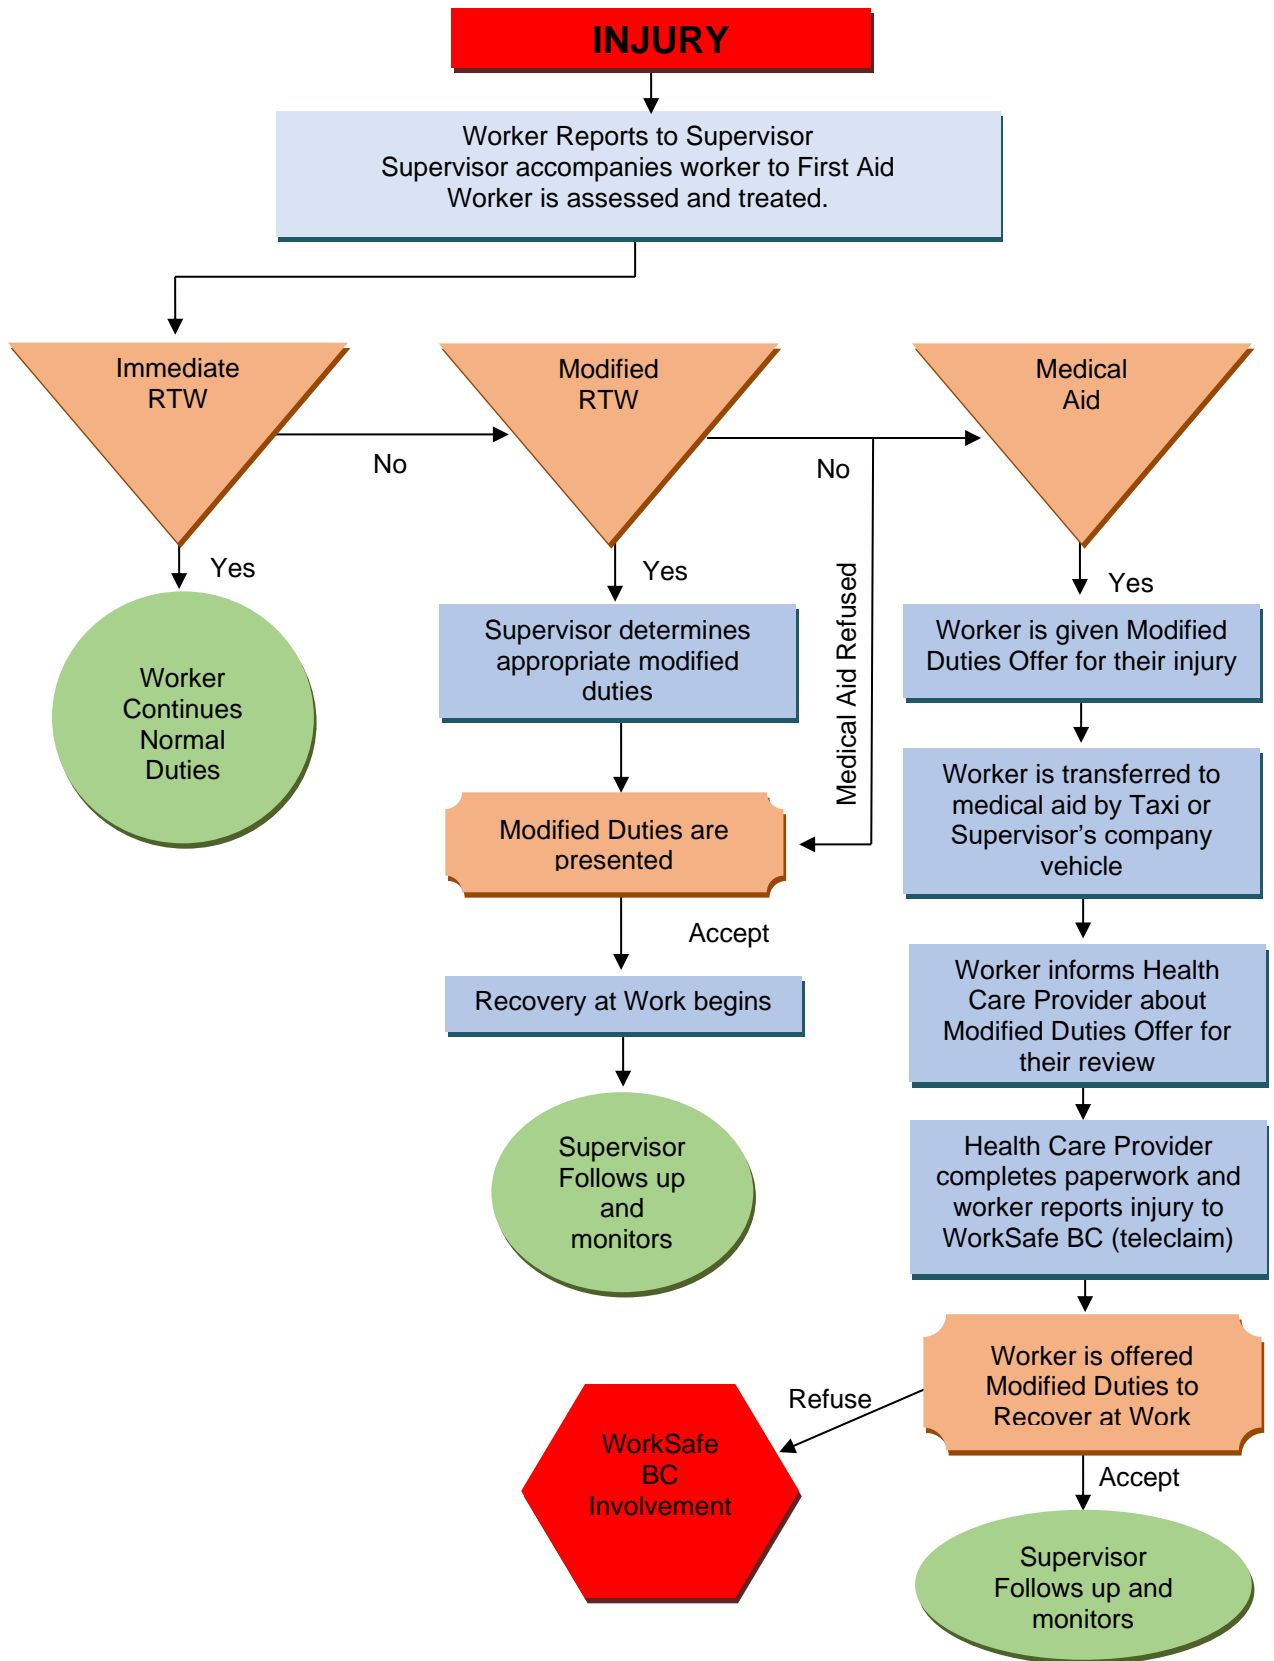 INJURY
Worker Reports to Supervisor
Supervisor accompanies worker to First Aid
Worker is assessed and treated.
Immediate
RTW
No
Modified
RTW
No
Medical
Aid
Yes
Worker
Continues
Normal
Duties
Yes
Supervisor determines
appropriate modified
duties
Medical Aid Refused
Modified Duties are
presented
Accept
Recovery at Work begins
Supervisor
Follows up
and
monitors
Yes
Worker is given Modified
Duties Offer for their injury
Worker is transferred to
medical aid by Taxi or
Supervisor’s company
vehicle
Worker informs Health
Care Provider about
Modified Duties Offer for
their review
Health Care Provider
completes paperwork and
worker reports injury to
WorkSafe BC (teleclaim)
Worker is offered
Modified Duties to
Recover at Work
Refuse
WorkSafe
BC
Involvement
Accept
Supervisor
Follows up and
monitors